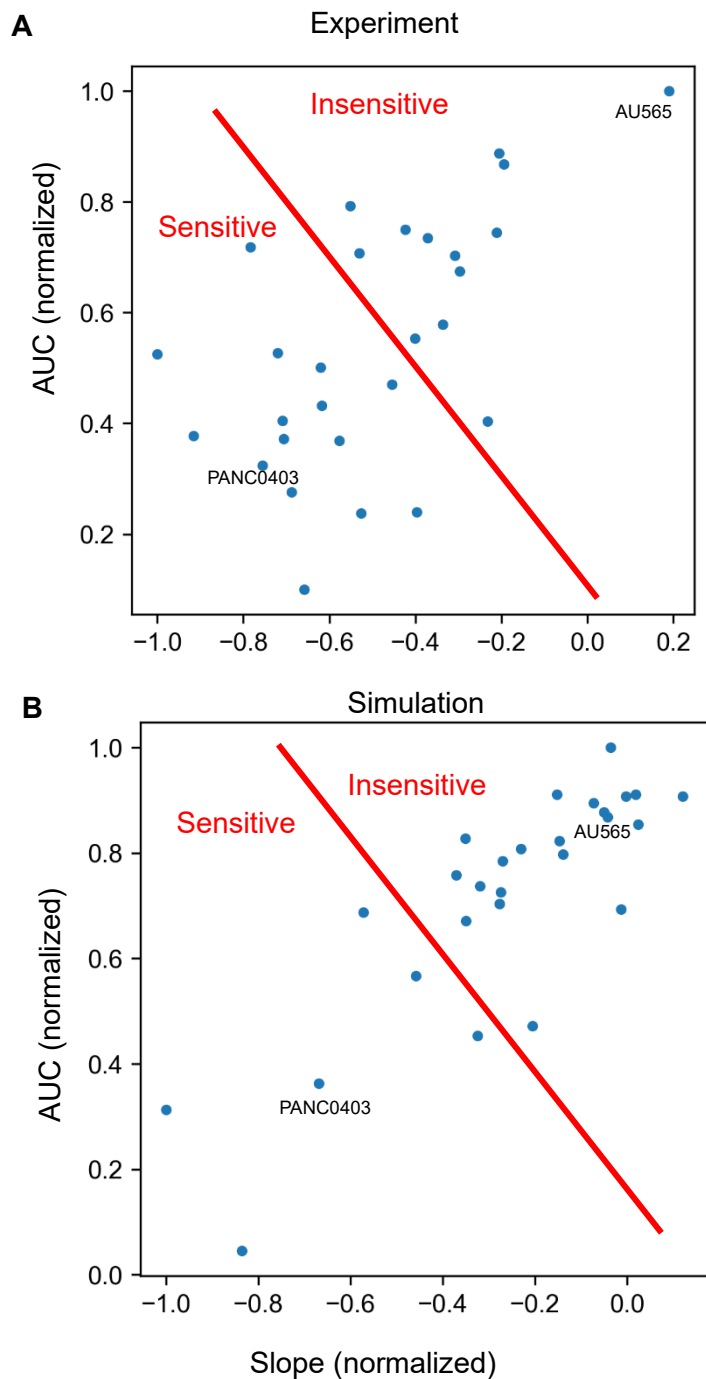 A
Experiment
AUC (normalized)
1.0
0.8
0.6
0.4
0.2
Insensitive
Sensitive
AU565
PANC0403
−1.0 −0.8 −0.6 −0.4 −0.2 0.0 0.2
B
Simulation
AUC (normalized)
1.0
0.8
0.6
0.4
0.2
0.0
Insensitive
Sensitive
AU565
PANC0403
−1.0 −0.8 −0.6 −0.4 −0.2 0.0
Slope (normalized)